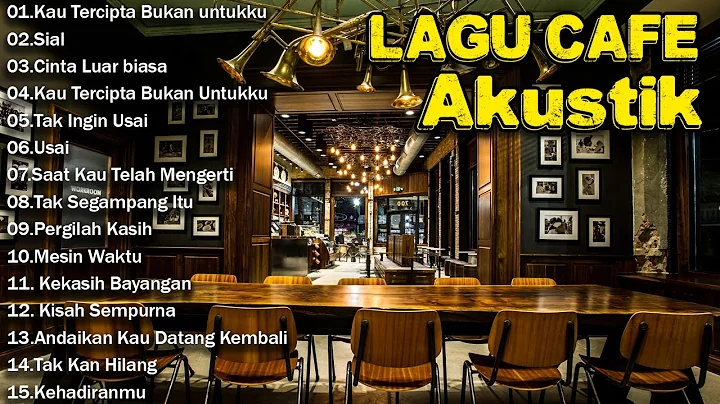 01.Kau Tercipta Bukan untukku
02.Sial
03.Cinta Luar biasa
04.Kau Tercipta Bukan Untukku
05.Tak Ingin Usai
06.Usai
07.Saat Kau Telah Mengerti
08.Tak Segampang Itu
09.Pergilah Kasih
10.Mesin Waktu
11. Kekasih Bayangan
12. Kisah Sempurna
13.Andaikan Kau Datang Kembali
14.Tak Kan Hilang
15.Kehadiranmu
LAGU CAFE
Akustik